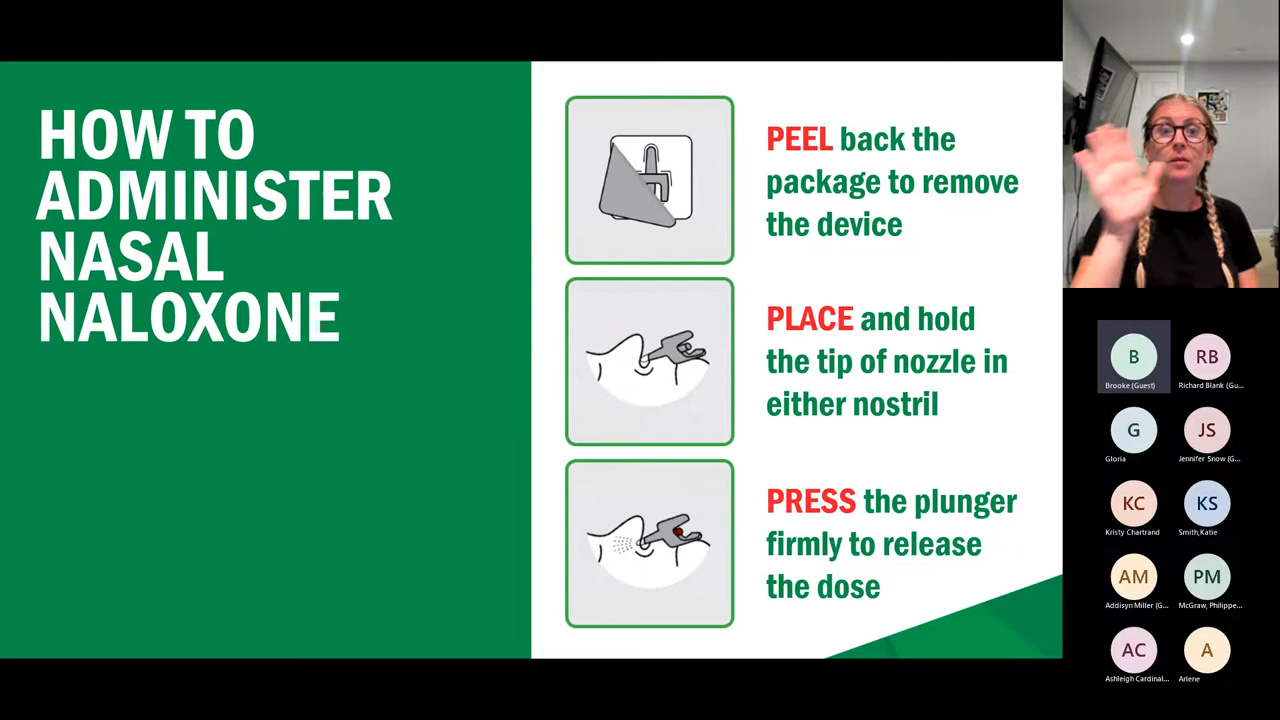 HOW TO
ADMINISTER
NASAL
NALOXONE
PEEL back the
package to remove
the device
PLACE and hold
the tip of nozzle in
either nostril
PRESS the plunger
firmly to release
the dose
B
Brooke (Guest)
RB
Richard Blank (Gu...
G
Gloria
JS
Jennifer Snow (G...
KC
Kristy Chartrand
KS
Smith,Katie
AM
Addisyn Miller (G...
PM
McGraw, Philippe...
AC
Ashleigh Cardinal...
A
Arlene